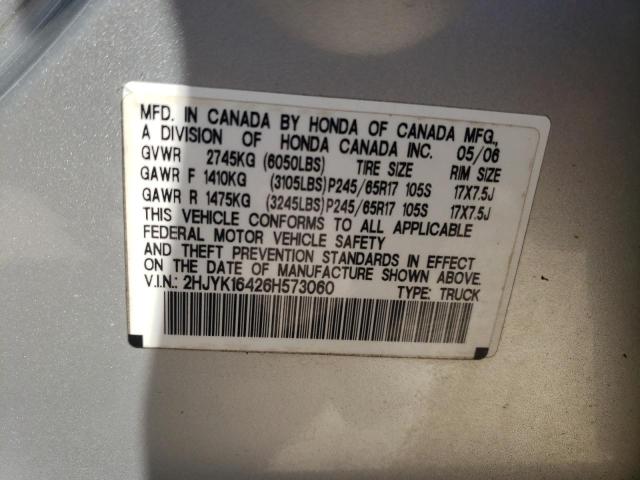 MFD. IN CANADA BY HONDA OF CANADA MFG.,
A DIVISION OF HONDA CANADA INC. 05/06
GVWR 2745KG (6050LBS) TIRE SIZE RIM SIZE
GAWR F 1410KG (3105LBS) P245/65R17 105S 17X7.5J
GAWR R 1475KG (3245LBS) P245/65R17 105S 17X7.5J
THIS VEHICLE CONFORMS TO ALL APPLICABLE
FEDERAL MOTOR VEHICLE SAFETY
AND THEFT PREVENTION STANDARDS IN EFFECT
ON THE DATE OF MANUFACTURE SHOWN ABOVE.
V.I.N.: 2HJYK16426H573060 TYPE: TRUCK